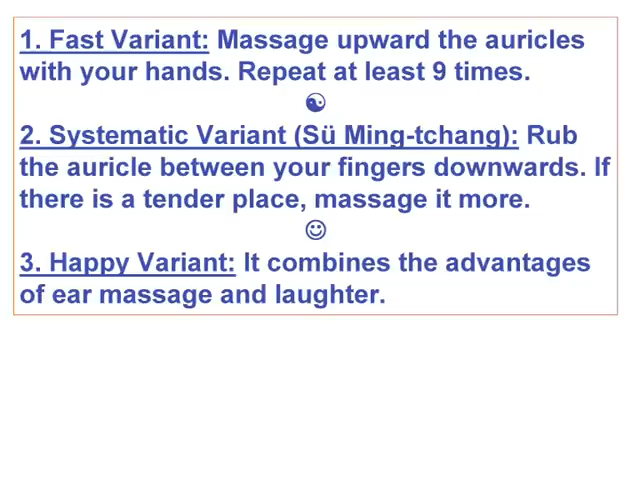 1. Fast Variant: Massage upward the auricles
with your hands. Repeat at least 9 times.
☯
2. Systematic Variant (Sü Ming-tchang): Rub
the auricle between your fingers downwards. If
there is a tender place, massage it more.
☺
3. Happy Variant: It combines the advantages
of ear massage and laughter.